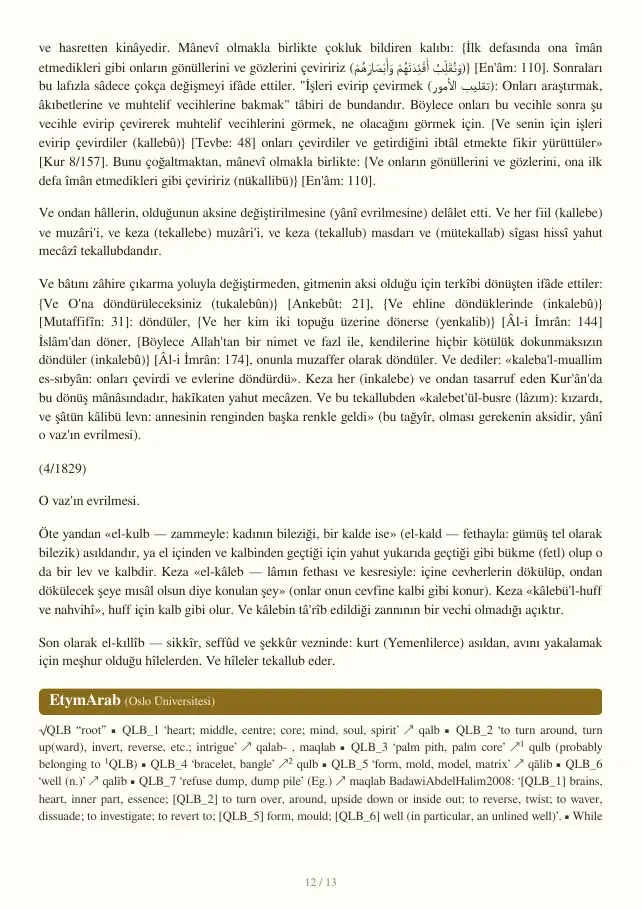 ve hasretten kinâyedir. Mânevî olmakla birlikte çokluk bildiren kalıbı: {İlk defasında ona îmân
etmedikleri gibi onların gönüllerini ve gözlerini çeviririz (وَنُقَلِّبُ أَفْئِدَتَهُمْ وَأَبْصَارَهُمْ)} [En'âm: 110]. Sonraları
bu lafızla sâdece çokça değişmeyi ifâde ettiler. "İşleri evirip çevirmek (تقليب الأمور): Onları araştırmak,
âkıbetlerine ve muhtelif vecihlerine bakmak" tâbiri de bundandır. Böylece onları bu vecihle sonra şu
vecihle evirip çevirerek muhtelif vecihlerini görmek, ne olacağını görmek için. {Ve senin için işleri
evirip çevirdiler (kallebû)} [Tevbe: 48] onları çevirdiler ve getirdiğini ibtâl etmekte fikir yürüttüler»
[Kur 8/157]. Bunu çoğaltmaktan, mânevî olmakla birlikte: {Ve onların gönüllerini ve gözlerini, ona ilk
defa îmân etmedikleri gibi çeviririz (nükallibü)} [En'âm: 110].
Ve ondan hâllerin, olduğunun aksine değiştirilmesine (yânî evrilmesine) delâlet etti. Ve her fiil (kallebe)
ve muzâri'i, ve keza (tekallebe) muzâri'i, ve keza (tekallub) masdarı ve (mütekallab) sîgası hissî yahut
mecâzî tekallubdandır.
Ve bâtını zâhire çıkarma yoluyla değiştirmeden, gitmenin aksi olduğu için terkîbi dönüşten ifâde ettiler:
{Ve O'na döndürüleceksiniz (tukalebûn)} [Ankebût: 21], {Ve ehline döndüklerinde (inkalebû)}
[Mutaffifîn: 31]: döndüler, {Ve her kim iki topuğu üzerine dönerse (yenkalib)} [Âl-i İmrân: 144]
İslâm'dan döner, {Böylece Allah'tan bir nimet ve fazl ile, kendilerine hiçbir kötülük dokunmaksızın
döndüler (inkalebû)} [Âl-i İmrân: 174], onunla muzaffer olarak döndüler. Ve dediler: «kaleba'l-muallim
es-sıbyân: onları çevirdi ve evlerine döndürdü». Keza her (inkalebe) ve ondan tasarruf eden Kur'ân'da
bu dönüş mânâsındadır, hakîkaten yahut mecâzen. Ve bu tekallubden «kalebet'ül-busre (lâzım): kızardı,
ve şâtün kâlibü levn: annesinin renginden başka renkle geldi» (bu tağyîr, olması gerekenin aksidir, yânî
o vaz'ın evrilmesi).
(4/1829)
O vaz'ın evrilmesi.
Öte yandan «el-kulb — zammeyle: kadının bileziği, bir kalde ise» (el-kald — fethayla: gümüş tel olarak
bilezik) asıldandır, ya el içinden ve kalbinden geçtiği için yahut yukarıda geçtiği gibi bükme (fetl) olup o
da bir lev ve kalbdir. Keza «el-kâleb — lâmın fethası ve kesresiyle: içine cevherlerin dökülüp, ondan
dökülecek şeye mısâl olsun diye konulan şey» (onlar onun cevfine kalbi gibi konur). Keza «kâlebü'l-huff
ve nahvihî», huff için kalb gibi olur. Ve kâlebin tâ'rîb edildiği zannının bir vechi olmadığı açıktır.
Son olarak el-kıllîb — sikkîr, seffûd ve şekkûr vezninde: kurt (Yemenlilerce) asıldan, avını yakalamak
için meşhur olduğu hîlelerden. Ve hîleler tekallub eder.
EtymArab (Oslo Üniversitesi)
√QLB “root” ▪ QLB_1 ‘heart; middle, centre; core; mind, soul, spirit’ ↗ qalb ▪ QLB_2 ‘to turn around, turn
up(ward), invert, reverse, etc.; intrigue’ ↗ qalab- , maqlab ▪ QLB_3 ‘palm pith, palm core’ ↗¹ qulb (probably
belonging to ¹QLB) ▪ QLB_4 ‘bracelet, bangle’ ↗² qulb ▪ QLB_5 ‘form, mold, model, matrix’ ↗ qālib ▪ QLB_6
‘well (n.)’ ↗ qalīb ▪ QLB_7 ‘refuse dump, dump pile’ (Eg.) ↗ maqlab BadawiAbdelHalim2008: ‘[QLB_1] brains,
heart, inner part, essence; [QLB_2] to turn over, around, upside down or inside out; to reverse, twist; to waver,
dissuade; to investigate; to revert to; [QLB_5] form, mould; [QLB_6] well (in particular, an unlined well)’. ▪ While
12 / 13